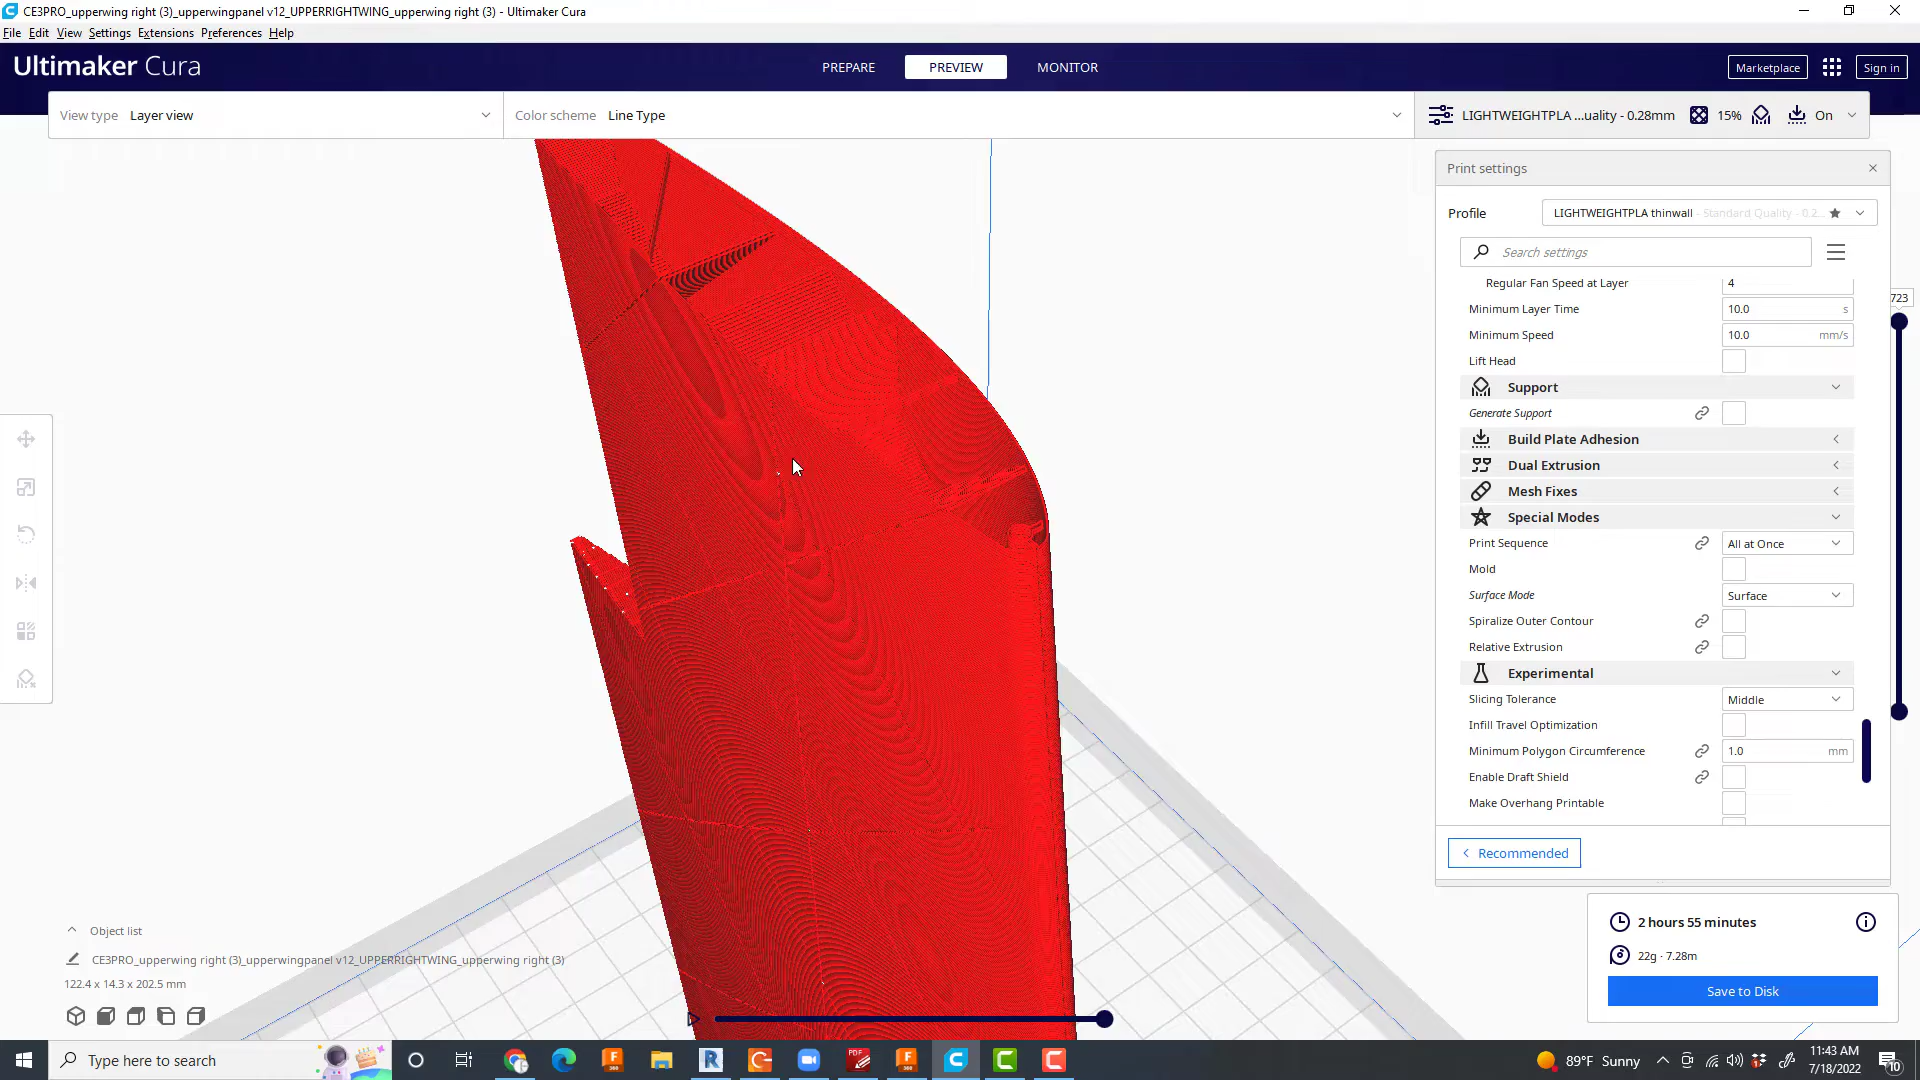 CE3PRO_upperwing right (3)_upperwingpanel v12_UPPERRIGHTWING_upperwing right (3) - Ultimaker Cura
File Edit View Settings Extensions Preferences Help
Ultimaker Cura
PREPARE
PREVIEW
MONITOR
Marketplace
Sign in
View type Layer view
Color scheme Line Type
LIGHTWEIGHTPLA ...uality - 0.28mm
15%
On
Print settings
Profile
LIGHTWEIGHTPLA thinwall - Standard Quality - 0.2...
Search settings
Regular Fan Speed at Layer 4
723
Minimum Layer Time 10.0 s
Minimum Speed 10.0 mm/s
Lift Head
Support
Generate Support
Build Plate Adhesion
Dual Extrusion
Mesh Fixes
Special Modes
Print Sequence All at Once
Mold
Surface Mode Surface
Spiralize Outer Contour
Relative Extrusion
Experimental
Slicing Tolerance Middle
Infill Travel Optimization
Minimum Polygon Circumference 1.0 mm
Enable Draft Shield
Make Overhang Printable
Recommended
2 hours 55 minutes
22g · 7.28m
Save to Disk
Object list
CE3PRO_upperwing right (3)_upperwingpanel v12_UPPERRIGHTWING_upperwing right (3)
122.4 x 14.3 x 202.5 mm
Type here to search
89°F Sunny
11:43 AM
7/18/2022
10